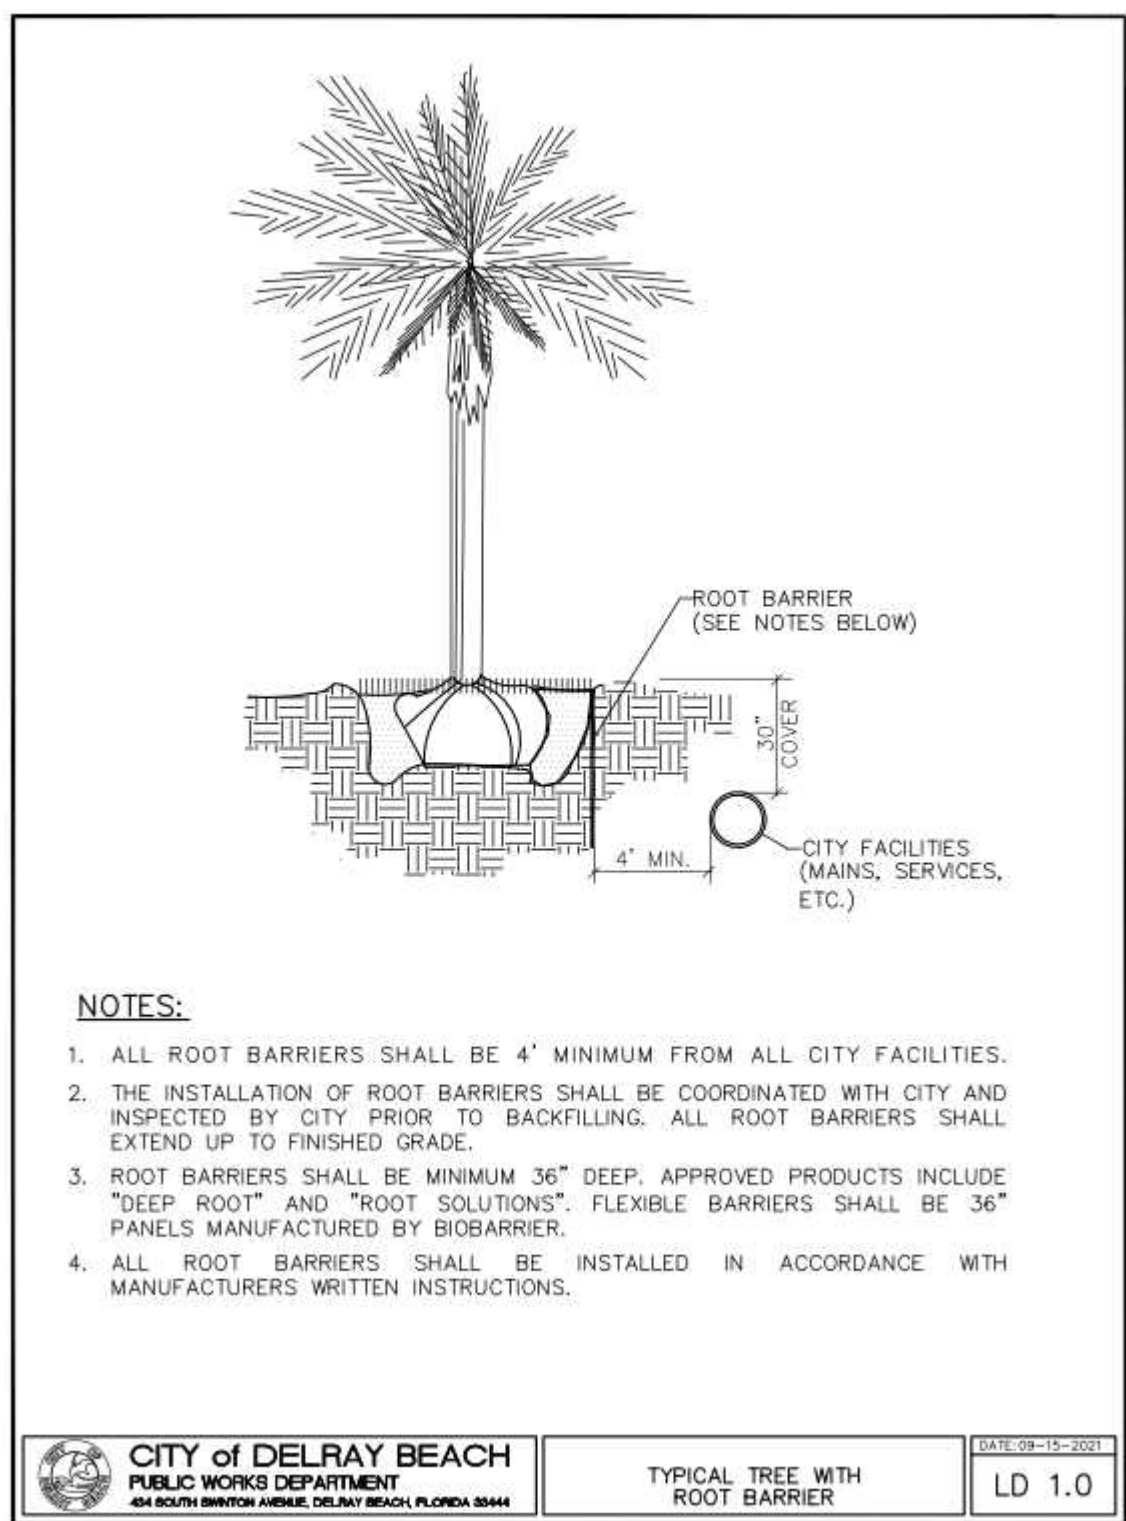 ROOT BARRIER
(SEE NOTES BELOW)
30"
COVER
4' MIN.
CITY FACILITIES
(MAINS, SERVICES,
ETC.)
NOTES:
1. ALL ROOT BARRIERS SHALL BE 4' MINIMUM FROM ALL CITY FACILITIES.
2. THE INSTALLATION OF ROOT BARRIERS SHALL BE COORDINATED WITH CITY AND
INSPECTED BY CITY PRIOR TO BACKFILLING. ALL ROOT BARRIERS SHALL
EXTEND UP TO FINISHED GRADE.
3. ROOT BARRIERS SHALL BE MINIMUM 36" DEEP. APPROVED PRODUCTS INCLUDE
"DEEP ROOT" AND "ROOT SOLUTIONS". FLEXIBLE BARRIERS SHALL BE 36"
PANELS MANUFACTURED BY BIOBARRIER.
4. ALL ROOT BARRIERS SHALL BE INSTALLED IN ACCORDANCE WITH
MANUFACTURERS WRITTEN INSTRUCTIONS.
CITY of DELRAY BEACH
PUBLIC WORKS DEPARTMENT
434 SOUTH SWINTON AVENUE, DELRAY BEACH, FLORIDA 33444
TYPICAL TREE WITH
ROOT BARRIER
DATE:09-15-2021
LD 1.0